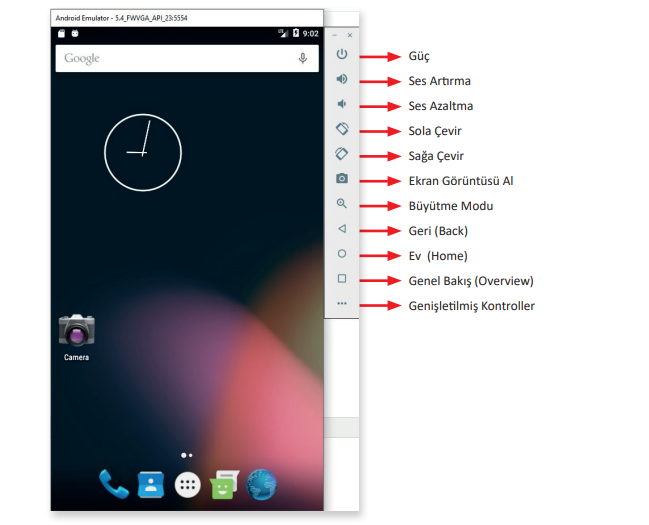 Android Emulator - 5.4_FWVGA_API_23:5554
9:02
Google
Güç
Ses Artırma
Ses Azaltma
Sola Çevir
Sağa Çevir
Ekran Görüntüsü Al
Büyütme Modu
Geri (Back)
Ev (Home)
Genel Bakış (Overview)
Genişletilmiş Kontroller
Camera